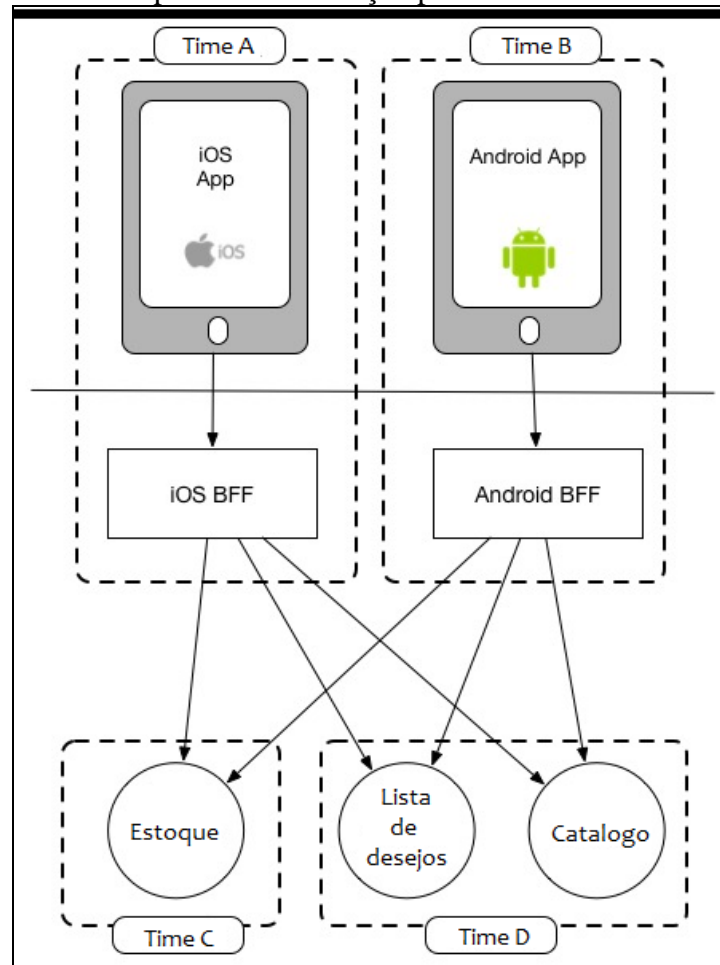 Time A
Time B
iOS
App
iOS
Android App
iOS BFF
Android BFF
Estoque
Lista
de
desejos
Catalogo
Time C
Time D